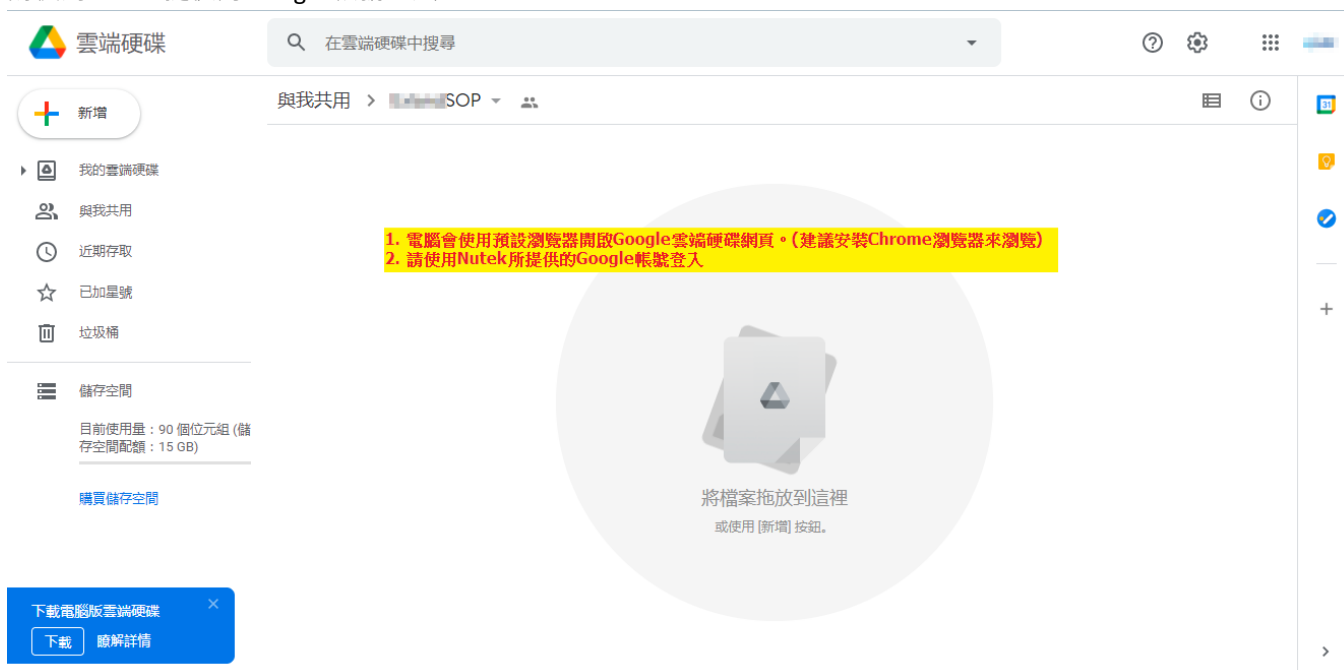 雲端硬碟
在雲端硬碟中搜尋
新增
與我共用 > SOP
31
我的雲端硬碟
與我共用
近期存取
已加星號
垃圾桶
1. 電腦會使用預設瀏覽器開啟Google雲端硬碟網頁。(建議安裝Chrome瀏覽器來瀏覽)
2. 請使用Nutek所提供的Google帳號登入
儲存空間
目前使用量：90 個位元組 (儲
存空間配額：15 GB)
購買儲存空間
將檔案拖放到這裡
或使用 [新增] 按鈕。
下載電腦版雲端硬碟
下載 瞭解詳情